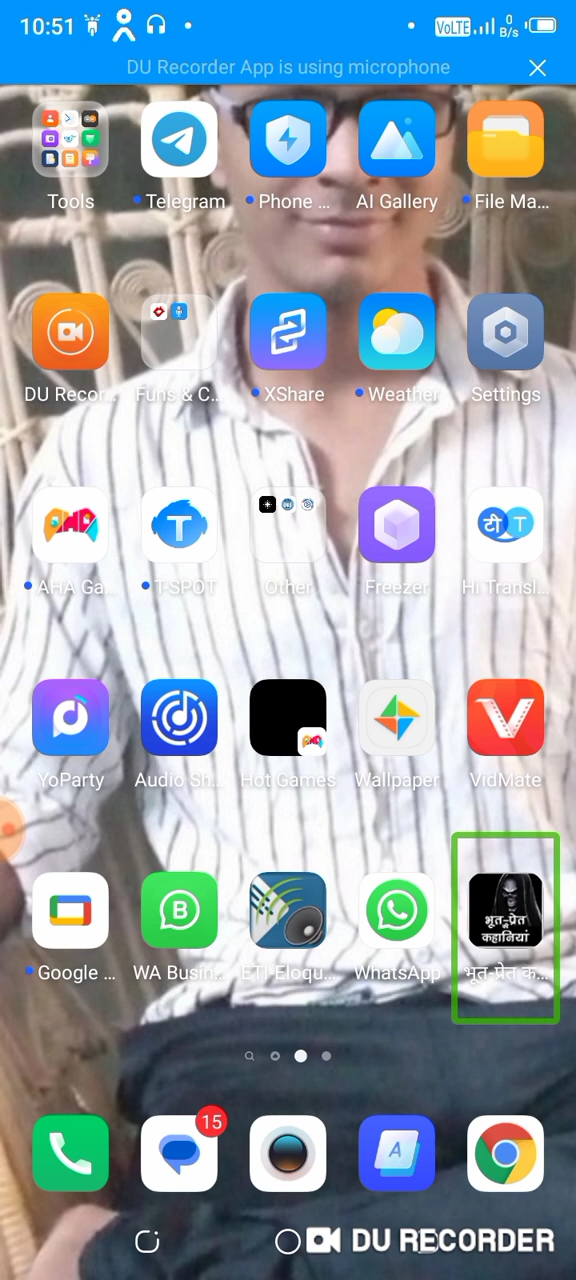 10:51
VoLTE
0
B/s
DU Recorder App is using microphone
Tools
Telegram
Phone ...
AI Gallery
File Ma...
DU Recor...
Funs & C...
XShare
Weather
Settings
T
टी T
AHA Ga...
T-SPOT
Other
Freezer
Hi Transl...
YoParty
Audio Sh...
Hot Games
Wallpaper
VidMate
B
भूत-प्रेत
कहानियां
Google ...
WA Busin...
ETI Eloqu...
WhatsApp
भूत-प्रेत क...
15
A
DU RECORDER